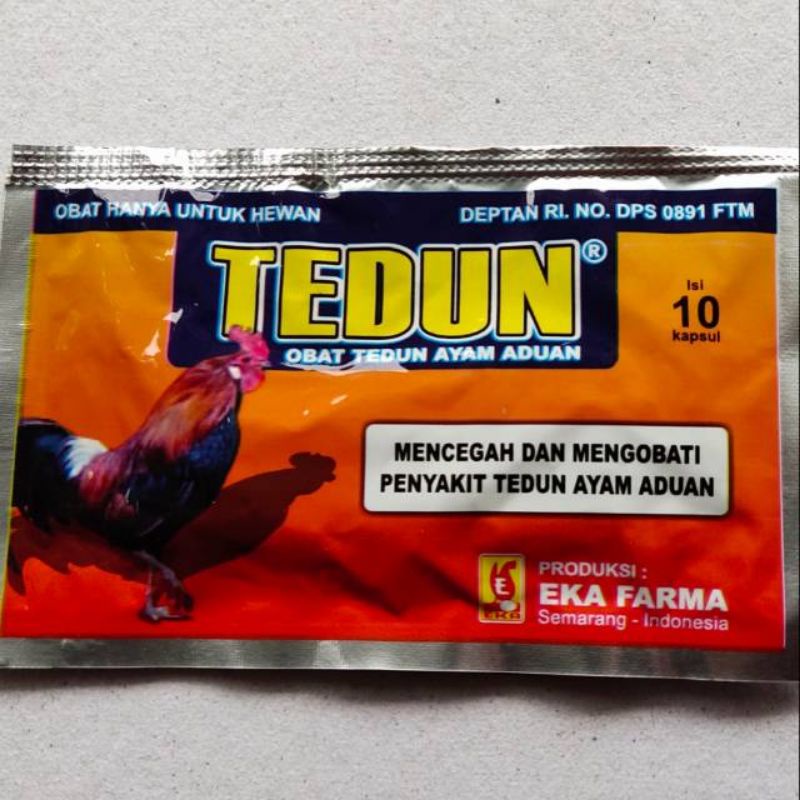 OBAT HANYA UNTUK HEWAN
DEPTAN RI. NO. DPS 0891 FTM
TEDUN®
OBAT TEDUN AYAM ADUAN
Isi
10
kapsul
MENCEGAH DAN MENGOBATI
PENYAKIT TEDUN AYAM ADUAN
E
eka
PRODUKSI :
EKA FARMA
Semarang - Indonesia